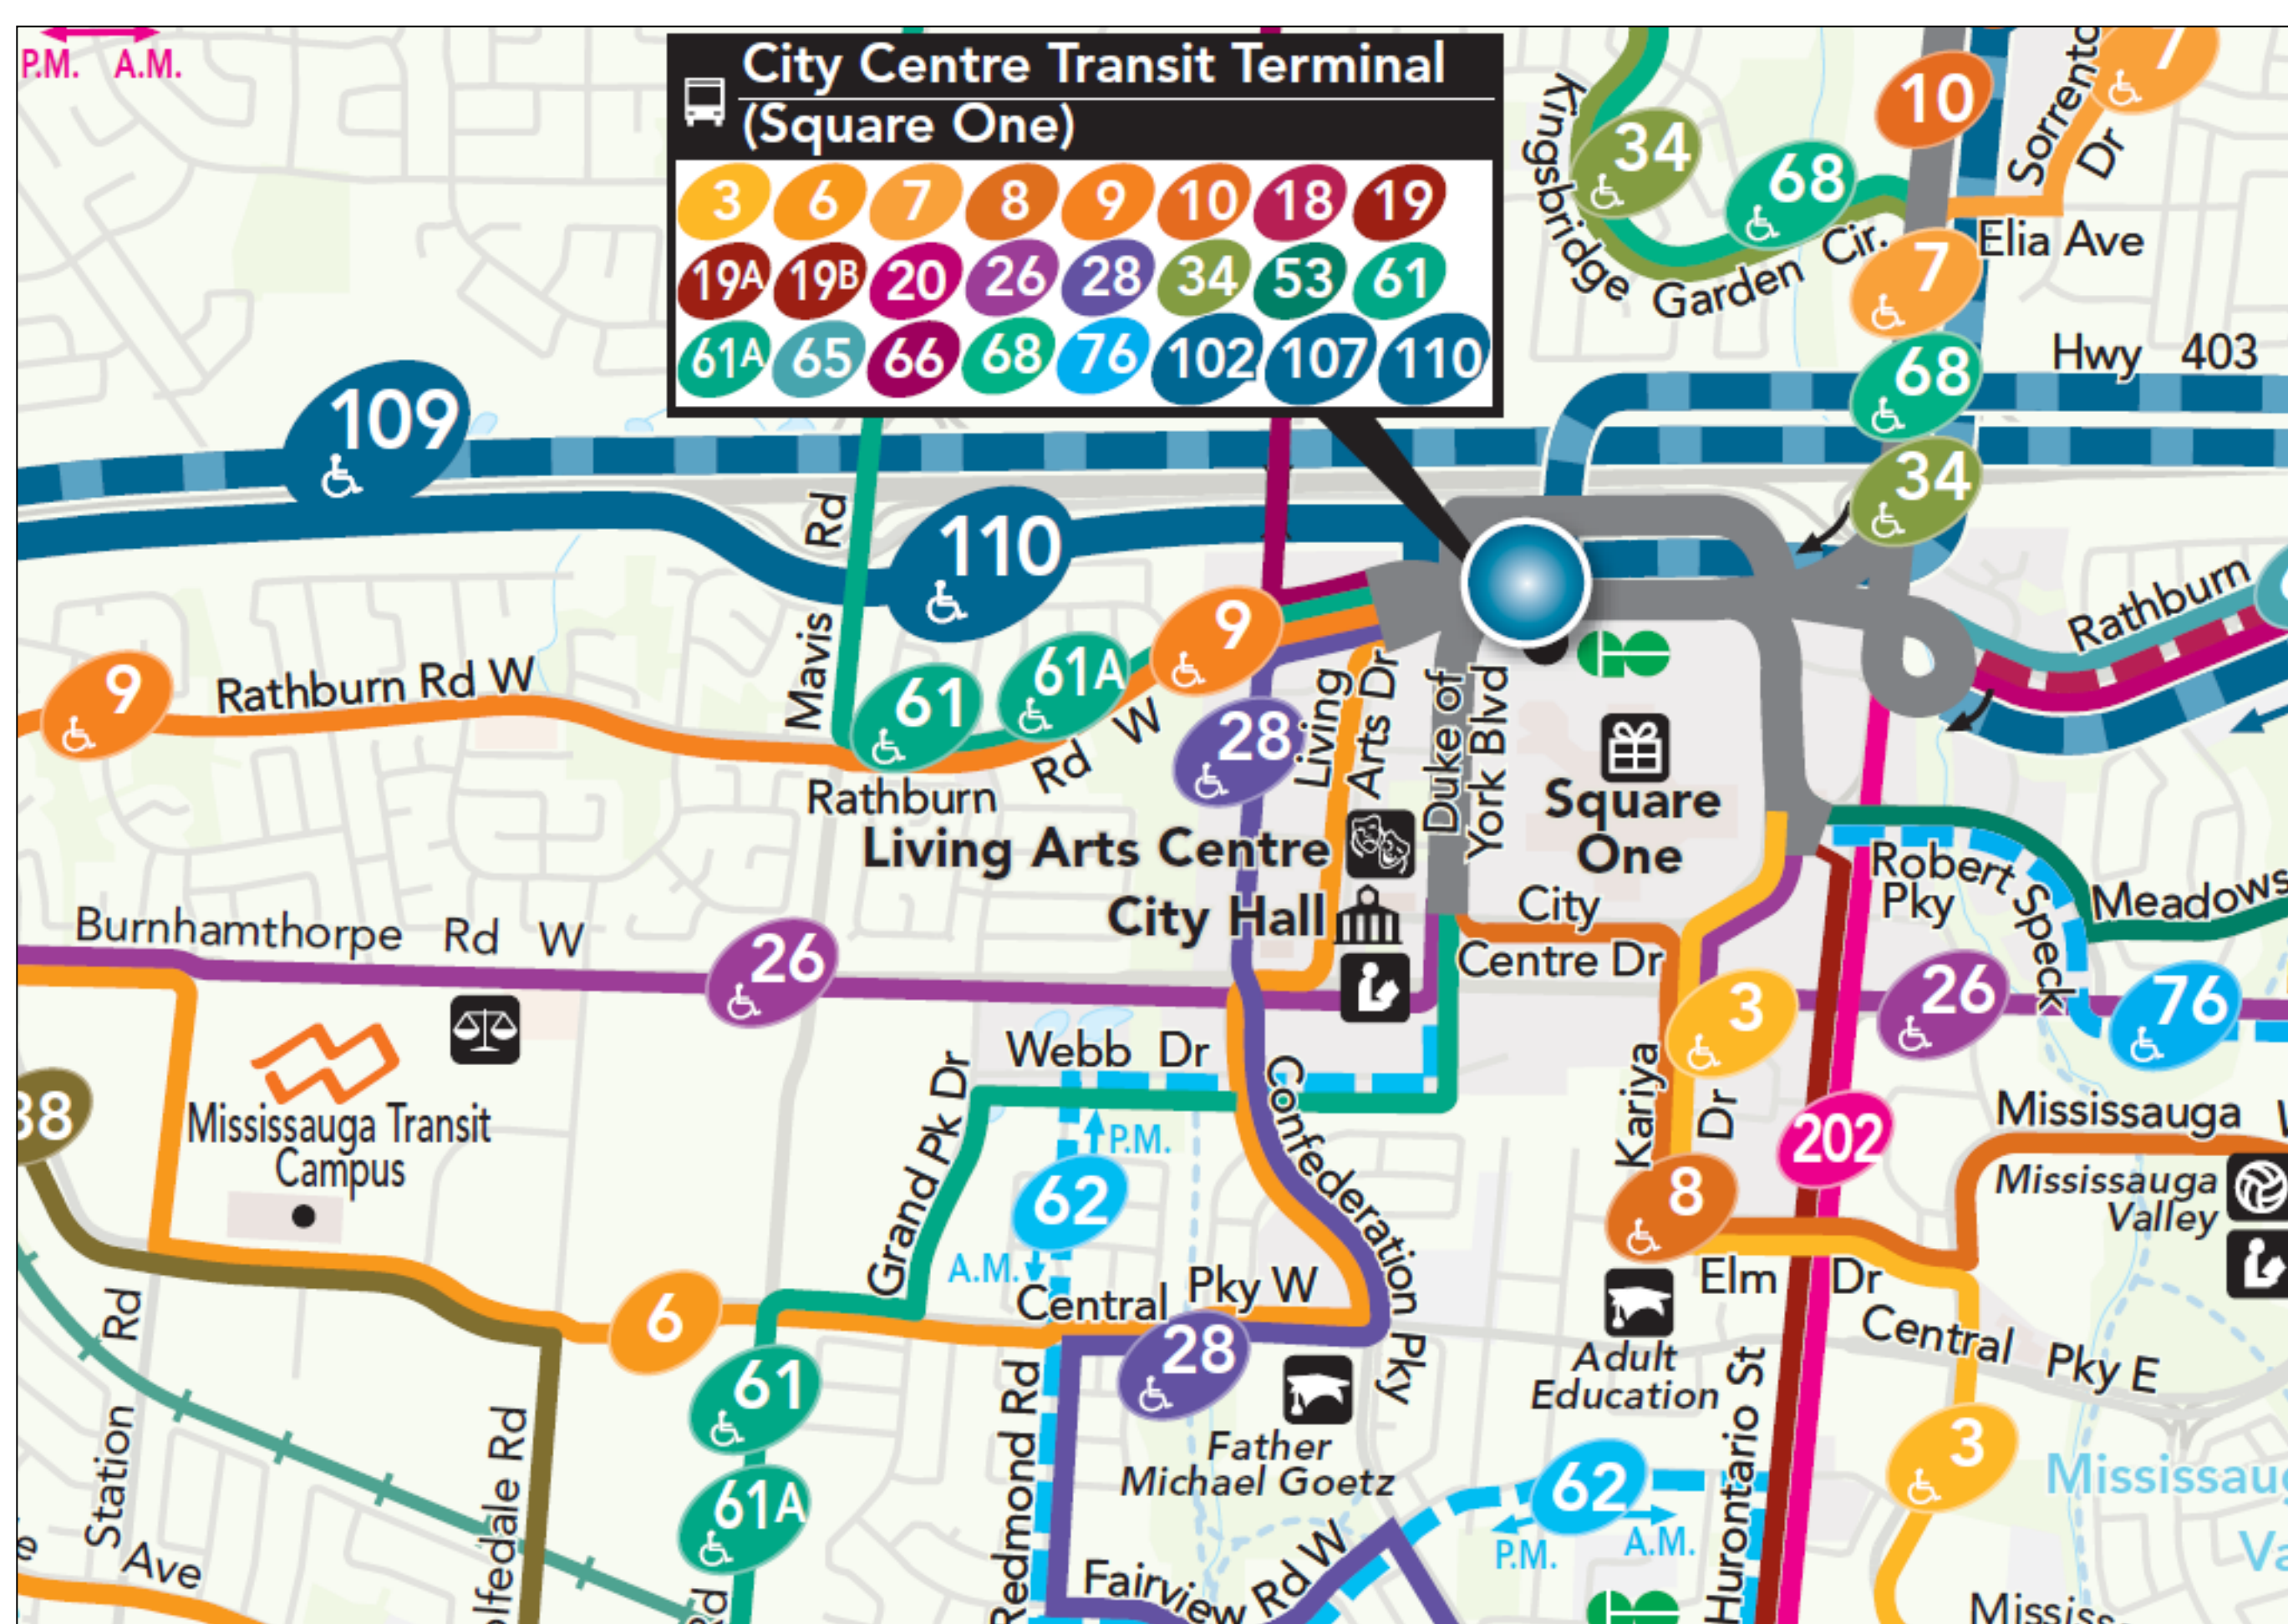 P.M. A.M.
City Centre Transit Terminal
(Square One)
3 6 7 8 9 10 18 19
19A 19B 20 26 28 34 53 61
61A 65 66 68 76 102 107 110
Kingsbridge Garden Cir.
34
68
10
7
Sorrento Dr
Elia Ave
7
Hwy 403
68
34
109
110
Mavis Rd
9
Rathburn Rd W
61
61A
9
Rathburn Rd W
28
Living Arts Dr
Duke of York Blvd
Rathburn
Square
One
Living Arts Centre
City Hall
City
Centre Dr
Robert Speck
Pky
Meadows
Burnhamthorpe Rd W
26
3
26
76
Webb Dr
Mississauga Transit
Campus
38
Grand Pk Dr
P.M.
62
A.M.
Confederation Pky
Kariya Dr
202
8
Mississauga
Mississauga
Valley
Elm Dr
Central Pky W
Central Pky E
6
28
61
61A
Father
Michael Goetz
Adult
Education
Station Rd
Ave
Redmond Rd
Fairview Rd W
62
P.M. A.M.
Hurontario St
3
GO